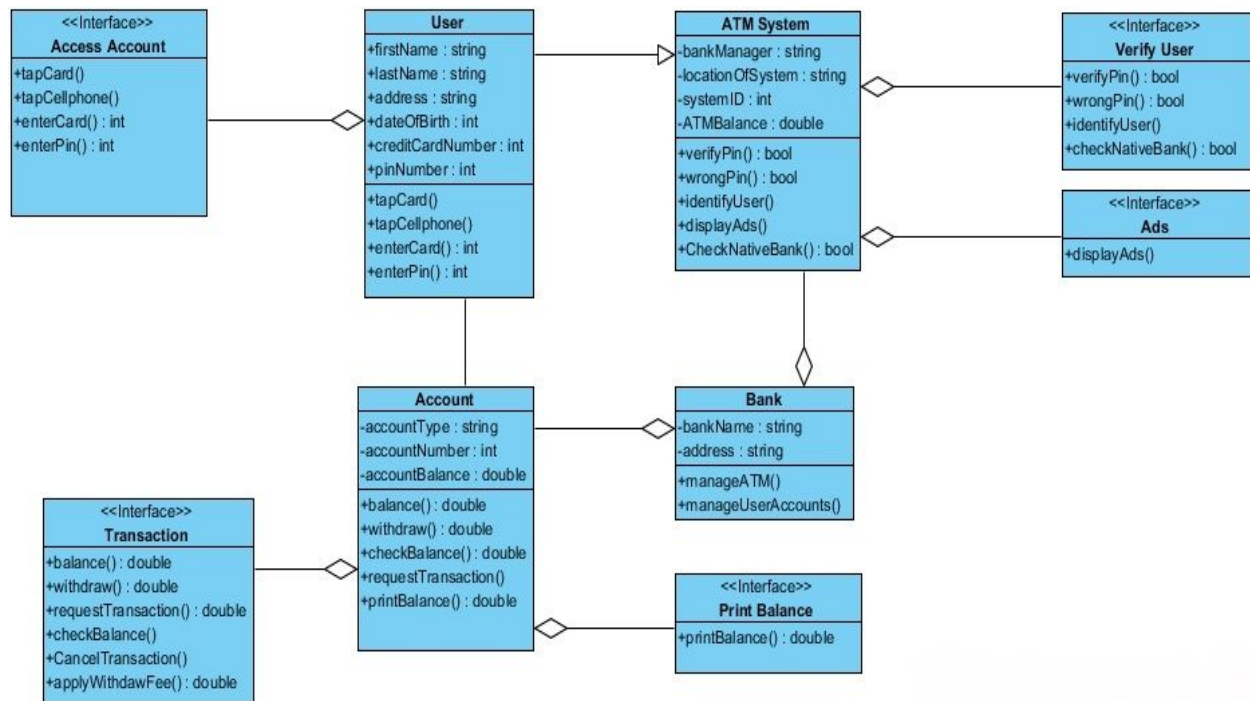 <<Interface>>
Access Account
+tapCard()
+tapCellphone()
+enterCard() : int
+enterPin() : int
User
+firstName : string
+lastName : string
+address : string
+dateOfBirth : int
+creditCardNumber : int
+pinNumber : int
+tapCard()
+tapCellphone()
+enterCard() : int
+enterPin() : int
ATM System
-bankManager : string
-locationOfSystem : string
-systemID : int
-ATMBalance : double
+verifyPin() : bool
+wrongPin() : bool
+identifyUser()
+displayAds()
+CheckNativeBank() : bool
<<Interface>>
Verify User
+verifyPin() : bool
+wrongPin() : bool
+identifyUser()
+checkNativeBank() : bool
<<Interface>>
Ads
+displayAds()
Account
-accountType : string
-accountNumber : int
-accountBalance : double
+balance() : double
+withdraw() : double
+checkBalance() : double
+requestTransaction()
+printBalance() : double
Bank
-bankName : string
-address : string
+manageATM()
+manageUserAccounts()
<<Interface>>
Transaction
+balance() : double
+withdraw() : double
+requestTransaction() : double
+checkBalance()
+CancelTransaction()
+applyWithdawFee() : double
<<Interface>>
Print Balance
+printBalance() : double